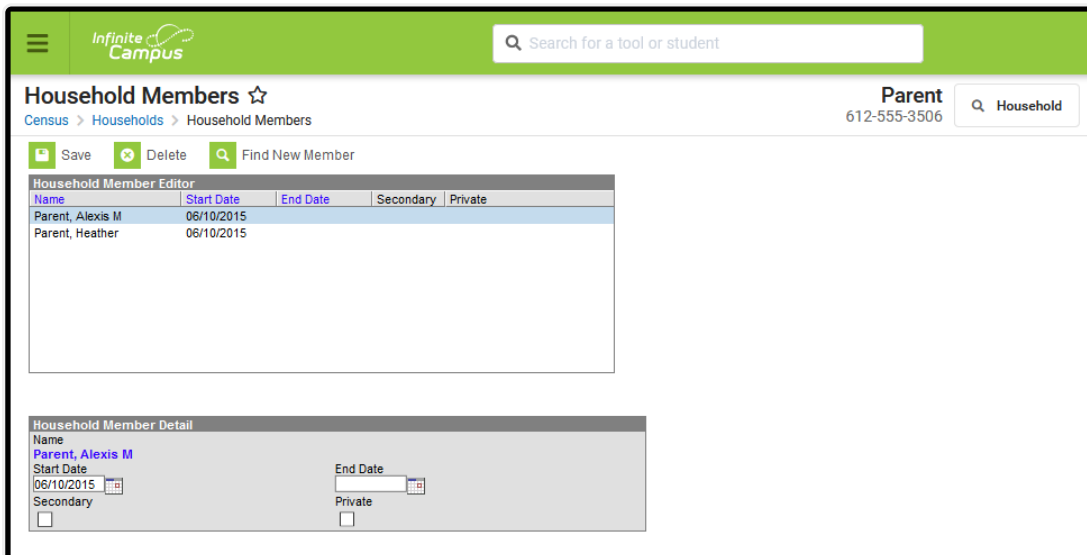 Infinite Campus
Search for a tool or student
Household Members
Parent
612-555-3506
Household
Census > Households > Household Members
Save Delete Find New Member
Household Member Editor
Name Start Date End Date Secondary Private
Parent, Alexis M 06/10/2015
Parent, Heather 06/10/2015
Household Member Detail
Name
Parent, Alexis M
Start Date End Date
06/10/2015
Secondary Private